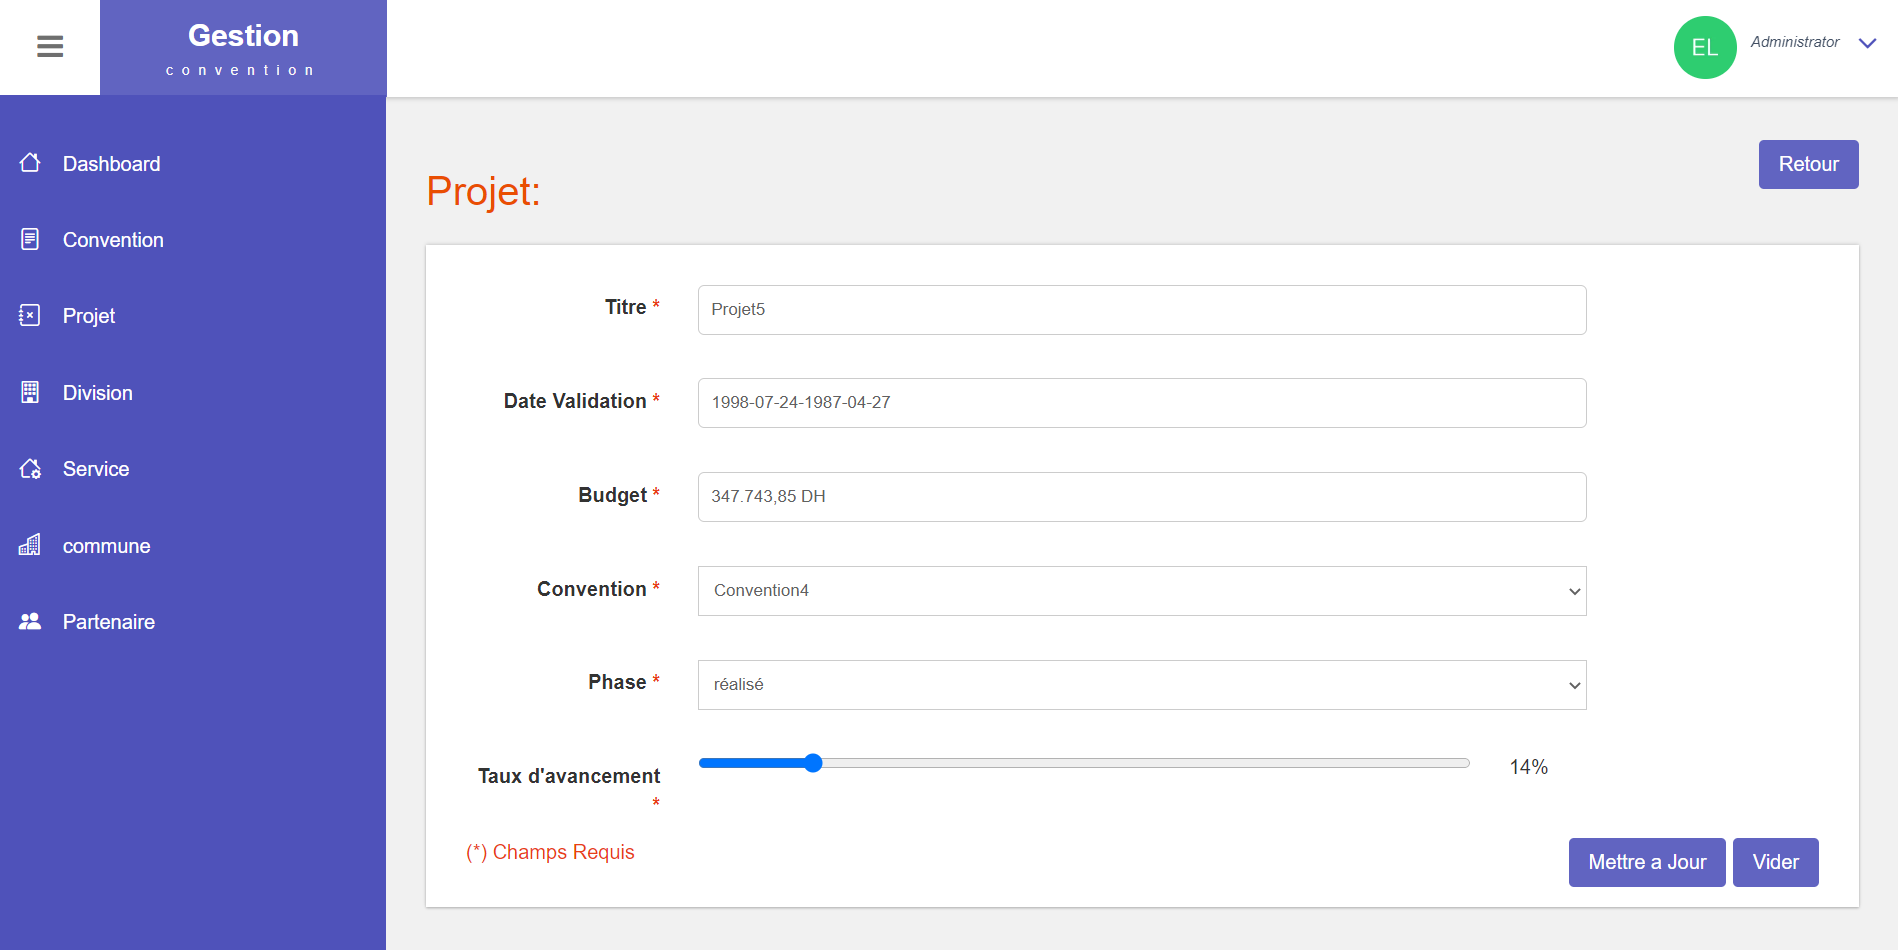 Gestion
convention
EL
Administrator
Dashboard
Convention
Projet
Division
Service
commune
Partenaire
Retour
Projet:
Titre *
Projet5
Date Validation *
1998-07-24-1987-04-27
Budget *
347.743,85 DH
Convention *
Convention4
Phase *
réalisé
Taux d'avancement
*
14%
(*) Champs Requis
Mettre a Jour
Vider